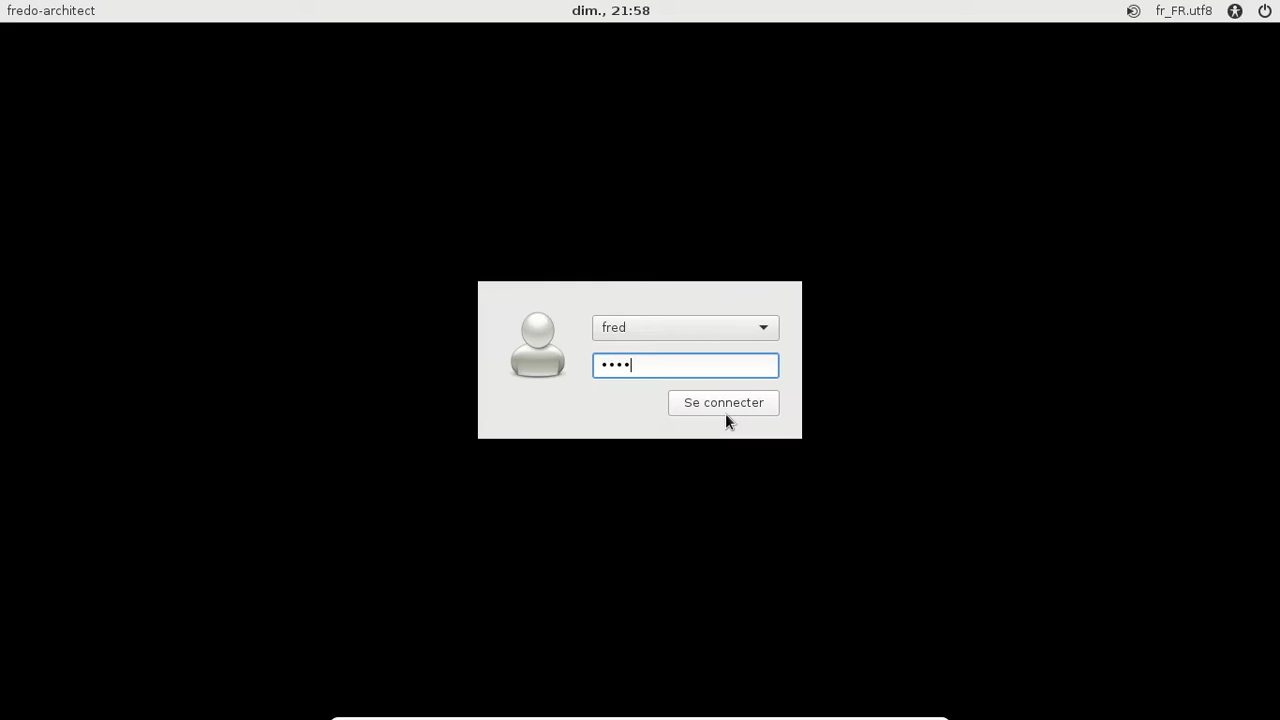 fredo-architect
dim., 21:58
fr_FR.utf8
fred
••••
Se connecter